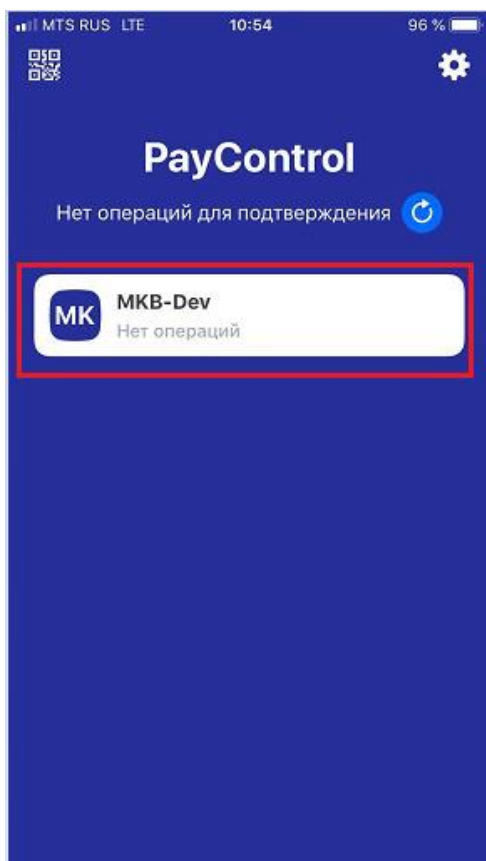 MTS RUS LTE 10:54 96 %
PayControl
Нет операций для подтверждения
MK
MKB-Dev
Нет операций